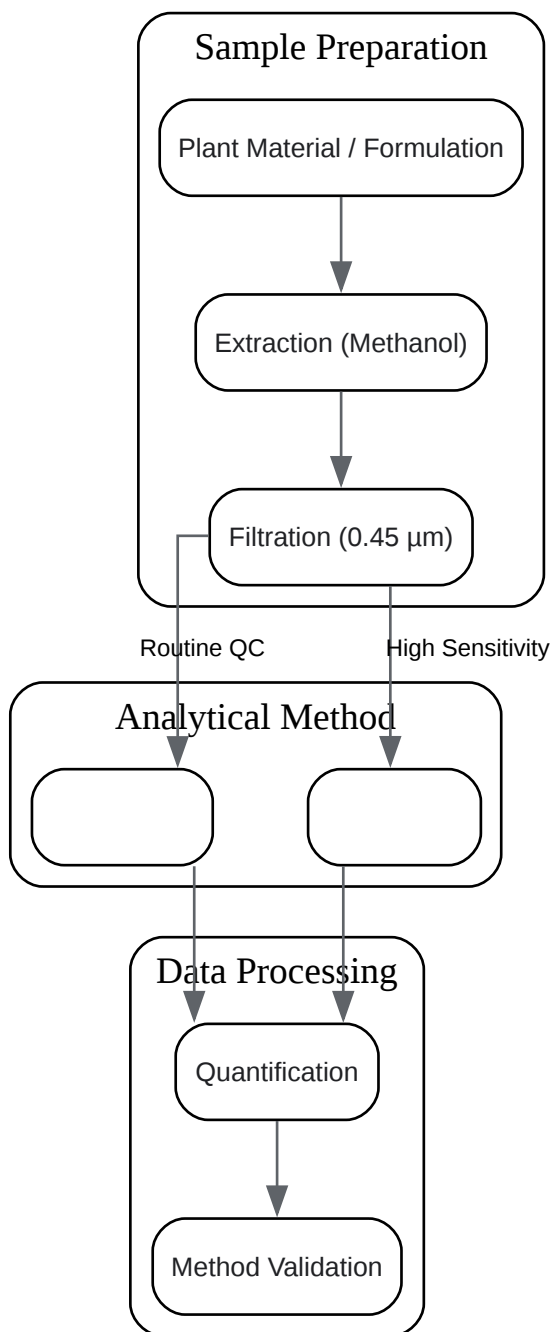 Sample Preparation
Plant Material / Formulation
Extraction (Methanol)
Filtration (0.45 µm)
Routine QC
High Sensitivity
Analytical Method
Data Processing
Quantification
Method Validation